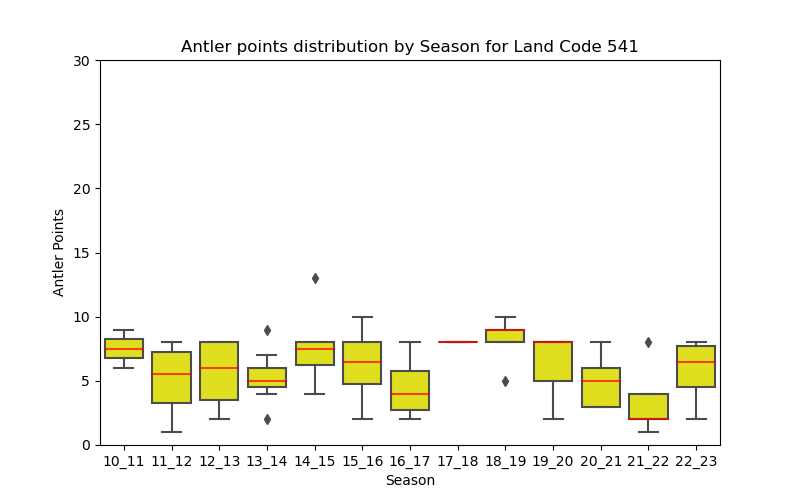 Antler points distribution by Season for Land Code 541
30
25
20
15
10
5
0
Antler Points
10_11 11_12 12_13 13_14 14_15 15_16 16_17 17_18 18_19 19_20 20_21 21_22 22_23
Season